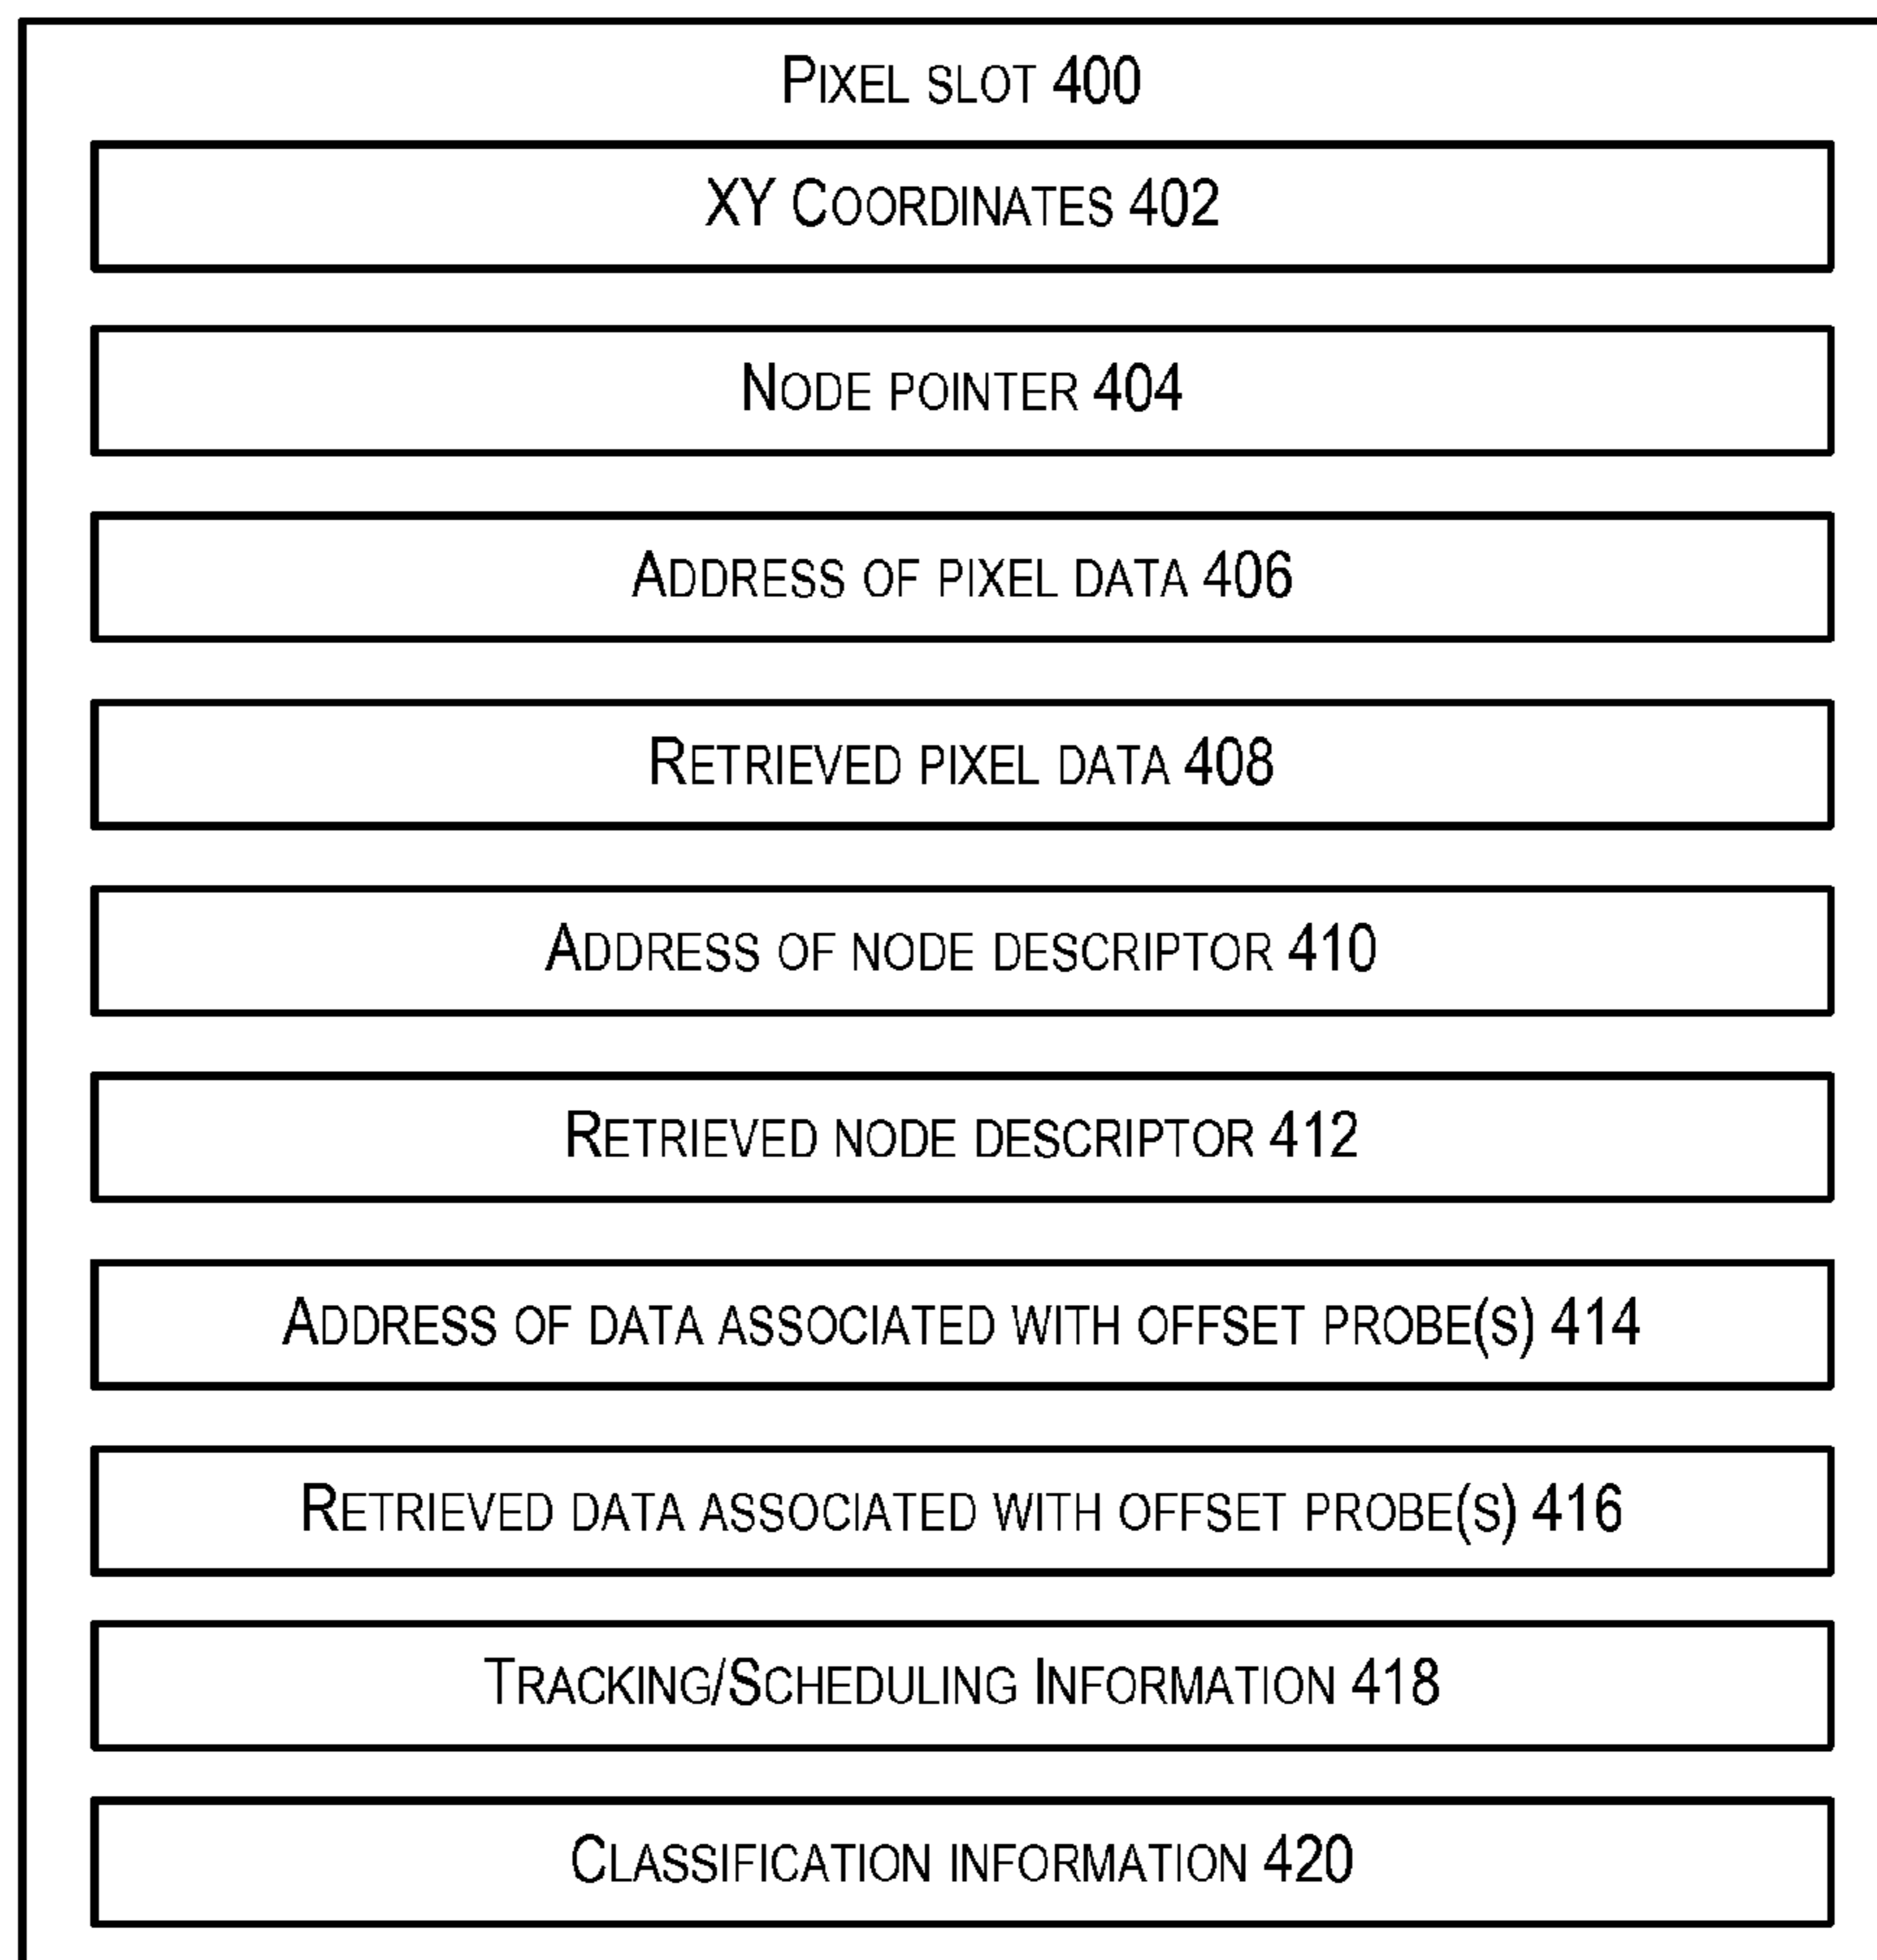 PIXEL SLOT 400
XY COORDINATES 402
NODE POINTER 404
ADDRESS OF PIXEL DATA 406
RETRIEVED PIXEL DATA 408
ADDRESS OF NODE DESCRIPTOR 410
RETRIEVED NODE DESCRIPTOR 412
ADDRESS OF DATA ASSOCIATED WITH OFFSET PROBE(S) 414
RETRIEVED DATA ASSOCIATED WITH OFFSET PROBE(S) 416
TRACKING/SCHEDULING INFORMATION 418
CLASSIFICATION INFORMATION 420